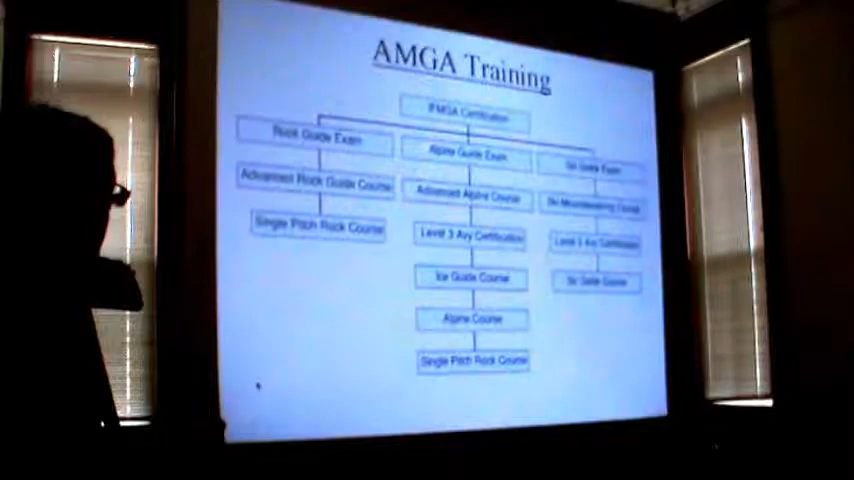 AMGA Training
IFMGA Certification
Rock Guide Exam
Alpine Guide Exam
Ski Guide Exam
Advanced Rock Guide Course
Advanced Alpine Course
Ski Mountaineering Course
Single Pitch Rock Course
Level 3 Avy Certification
Level 3 Avy Certification
Ice Guide Course
Ski Guide Course
Alpine Course
Single Pitch Rock Course